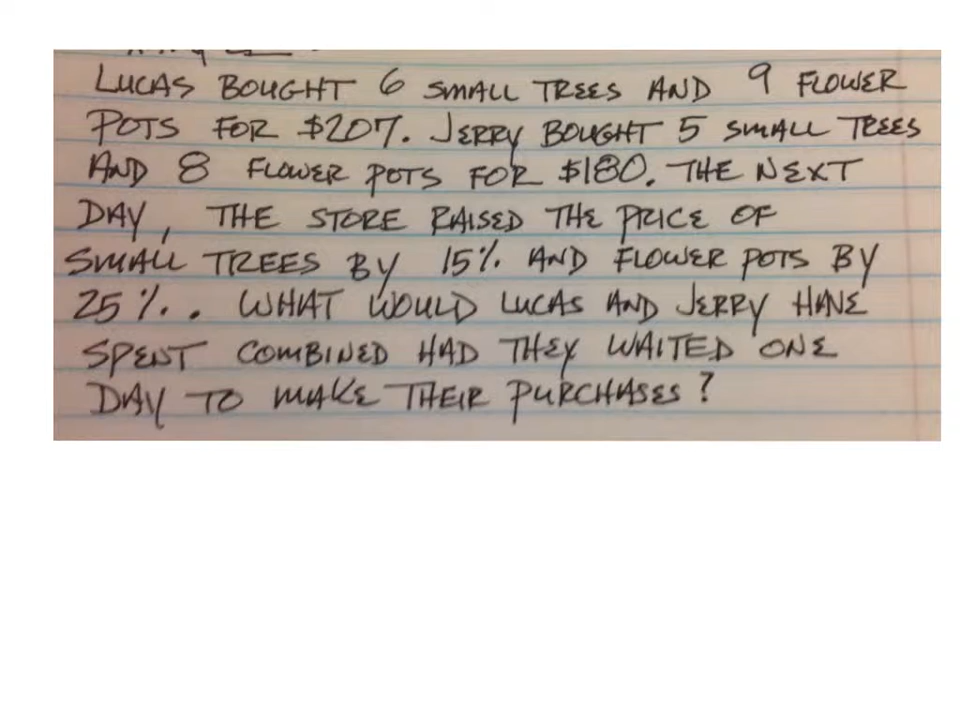 LUCAS BOUGHT 6 SMALL TREES AND 9 FLOWER
POTS FOR $207. JERRY BOUGHT 5 SMALL TREES
AND 8 FLOWER POTS FOR $180. THE NEXT
DAY, THE STORE RAISED THE PRICE OF
SMALL TREES BY 15% AND FLOWER POTS BY
25%.. WHAT WOULD LUCAS AND JERRY HAVE
SPENT COMBINED HAD THEY WAITED ONE
DAY TO MAKE THEIR PURCHASES?